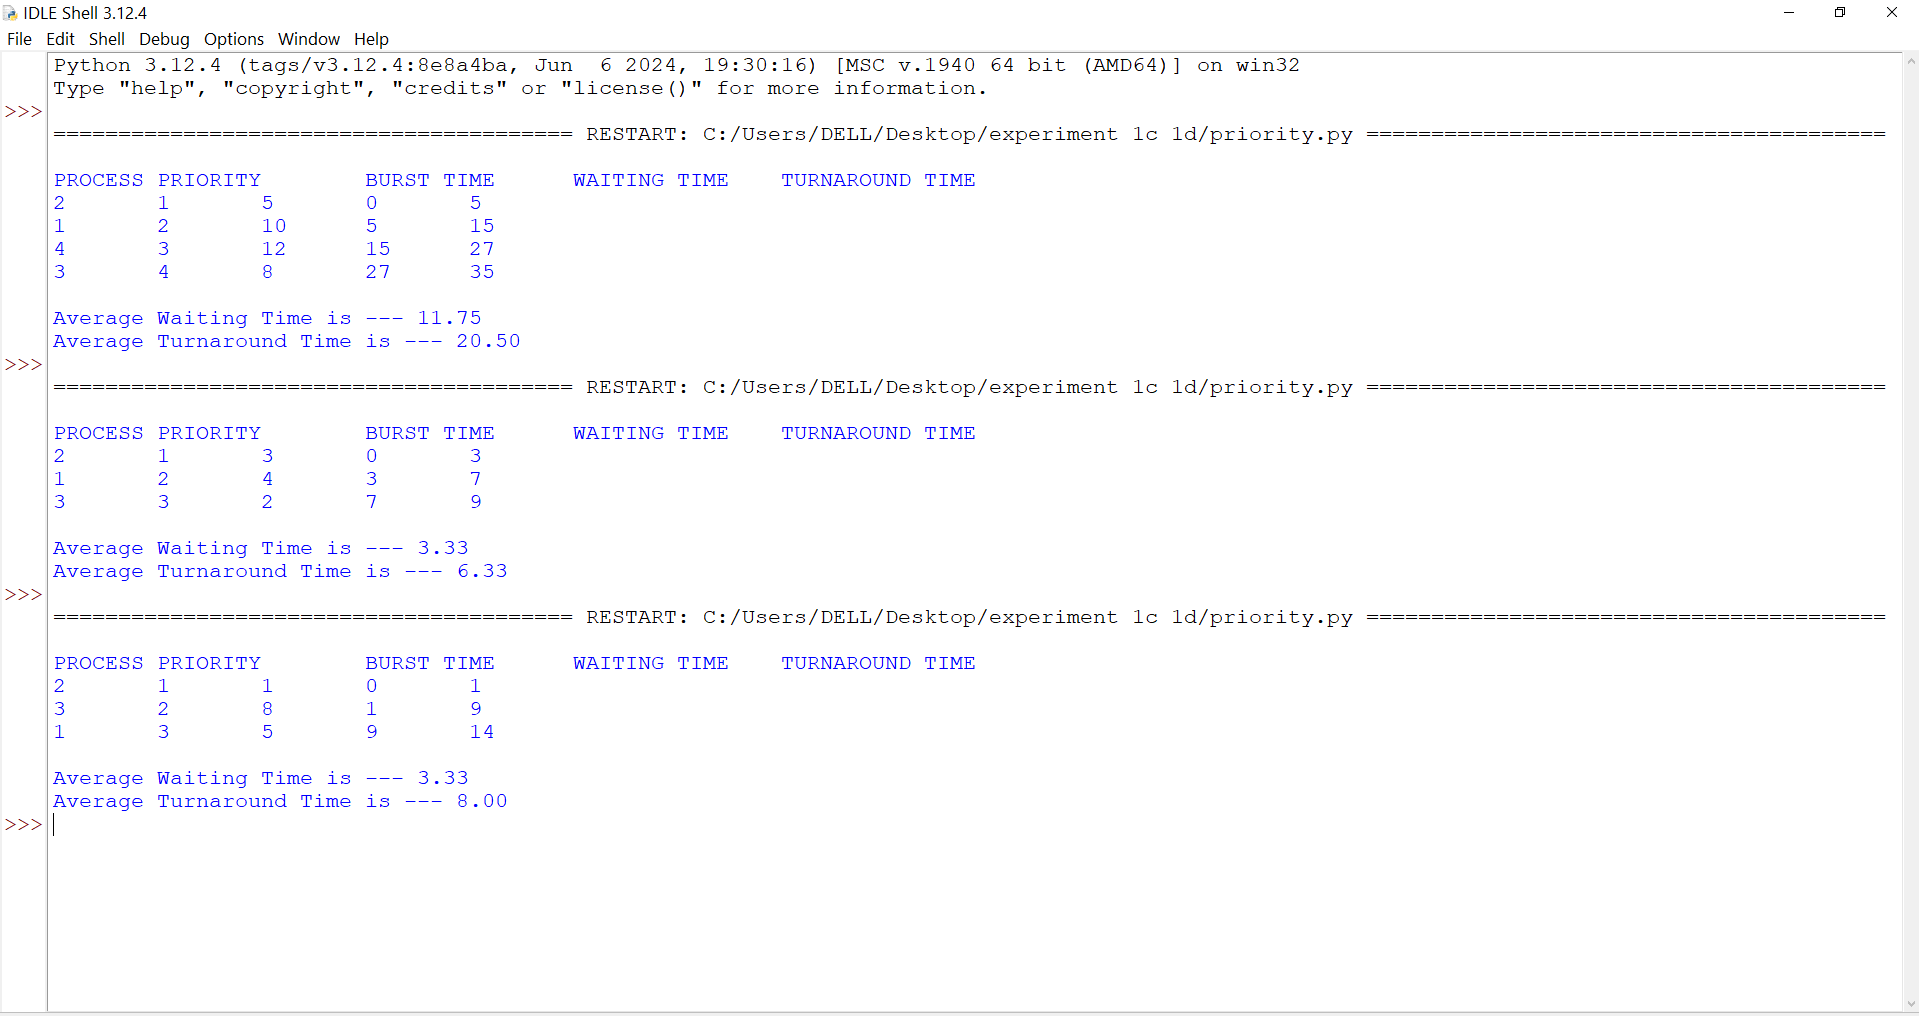 IDLE Shell 3.12.4
File Edit Shell Debug Options Window Help
Python 3.12.4 (tags/v3.12.4:8e8a4ba, Jun  6 2024, 19:30:16) [MSC v.1940 64 bit (AMD64)] on win32
Type "help", "copyright", "credits" or "license()" for more information.
>>>
======================================== RESTART: C:/Users/DELL/Desktop/experiment 1c 1d/priority.py ========================================
PROCESS PRIORITY        BURST TIME      WAITING TIME    TURNAROUND TIME
2       1       5       0       5
1       2       10      5       15
4       3       12      15      27
3       4       8       27      35
Average Waiting Time is --- 11.75
Average Turnaround Time is --- 20.50
>>>
======================================== RESTART: C:/Users/DELL/Desktop/experiment 1c 1d/priority.py ========================================
PROCESS PRIORITY        BURST TIME      WAITING TIME    TURNAROUND TIME
2       1       3       0       3
1       2       4       3       7
3       3       2       7       9
Average Waiting Time is --- 3.33
Average Turnaround Time is --- 6.33
>>>
======================================== RESTART: C:/Users/DELL/Desktop/experiment 1c 1d/priority.py ========================================
PROCESS PRIORITY        BURST TIME      WAITING TIME    TURNAROUND TIME
2       1       1       0       1
3       2       8       1       9
1       3       5       9       14
Average Waiting Time is --- 3.33
Average Turnaround Time is --- 8.00
>>>